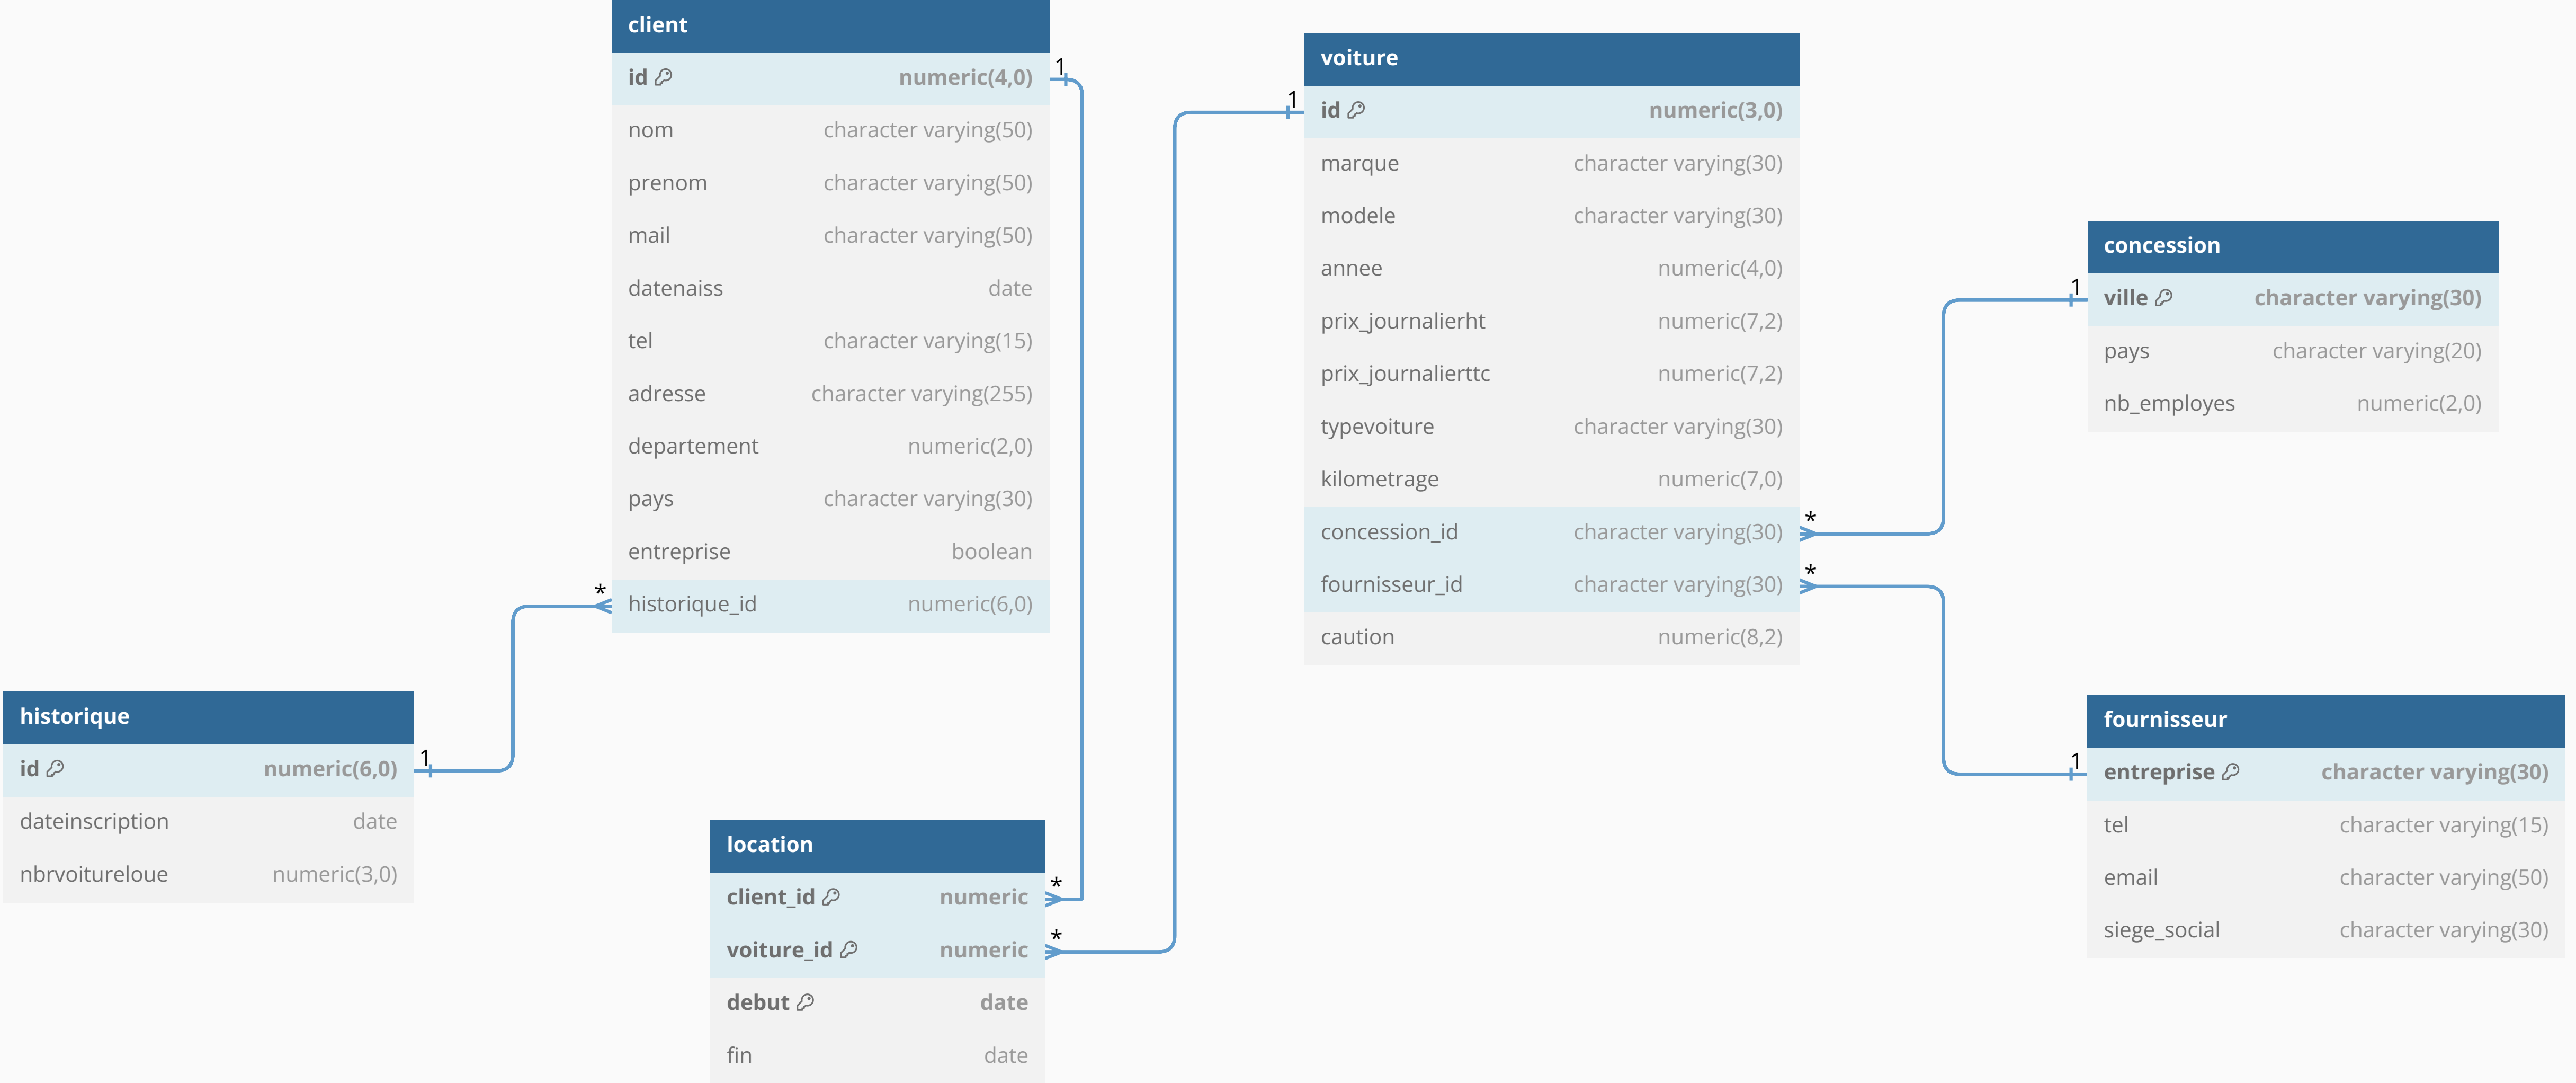 client
id numeric(4,0)
nom character varying(50)
prenom character varying(50)
mail character varying(50)
datenaiss date
tel character varying(15)
adresse character varying(255)
departement numeric(2,0)
pays character varying(30)
entreprise boolean
historique_id numeric(6,0)
1
*
voiture
id numeric(3,0)
marque character varying(30)
modele character varying(30)
annee numeric(4,0)
prix_journalierht numeric(7,2)
prix_journalierttc numeric(7,2)
typevoiture character varying(30)
kilometrage numeric(7,0)
concession_id character varying(30)
fournisseur_id character varying(30)
caution numeric(8,2)
1
*
*
concession
ville character varying(30)
pays character varying(20)
nb_employes numeric(2,0)
1
historique
id numeric(6,0)
dateinscription date
nbrvoitureloue numeric(3,0)
1
location
client_id numeric
voiture_id numeric
debut date
fin date
*
*
fournisseur
entreprise character varying(30)
tel character varying(15)
email character varying(50)
siege_social character varying(30)
1